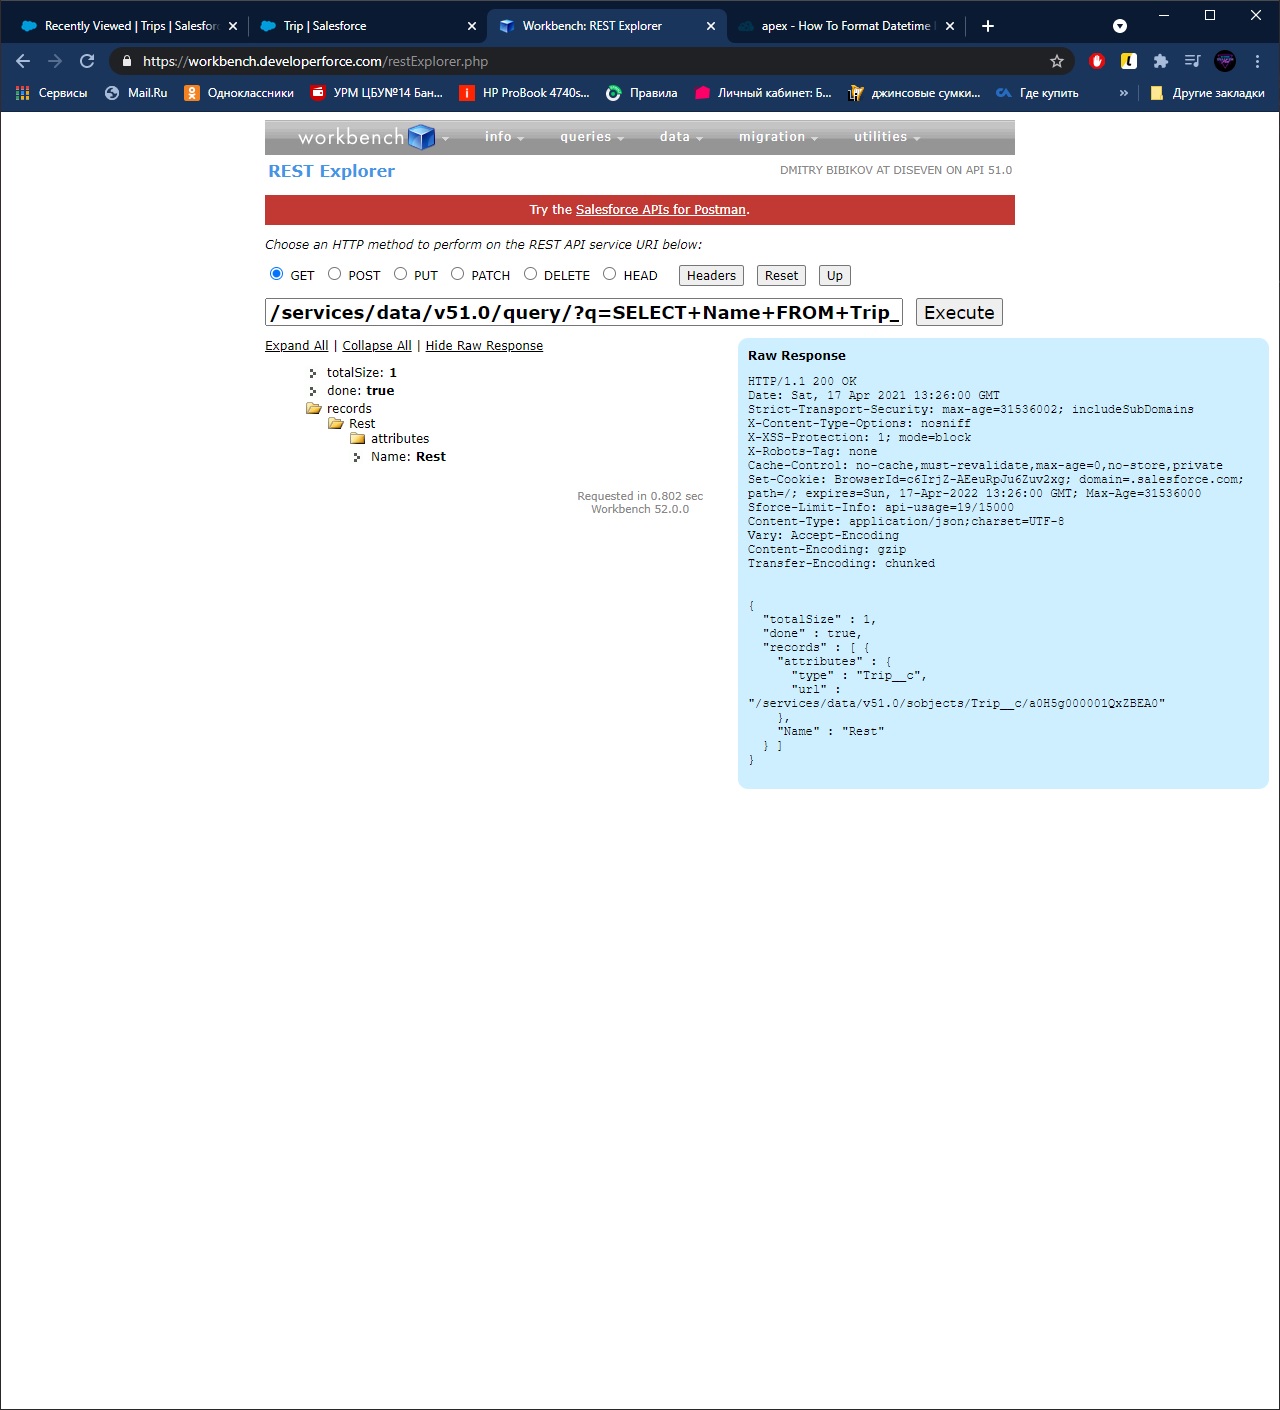 Recently Viewed | Trips | Salesfor
Trip | Salesforce
Workbench: REST Explorer
apex - How To Format Datetime
https://workbench.developerforce.com/restExplorer.php
Сервисы
Mail.Ru
Одноклассники
УРМ ЦБУ№14 Бан...
HP ProBook 4740s...
Правила
Личный кабинет: Б...
джинсовые сумки...
Где купить
»
Другие закладки
workbench
info
queries
data
migration
utilities
REST Explorer
DMITRY BIBIKOV AT DISEVEN ON API 51.0
Try the Salesforce APIs for Postman.
Choose an HTTP method to perform on the REST API service URI below:
GET POST PUT PATCH DELETE HEAD Headers Reset Up
/services/data/v51.0/query/?q=SELECT+Name+FROM+Trip_ Execute
Expand All | Collapse All | Hide Raw Response
totalSize: 1
done: true
records
Rest
attributes
Name: Rest
Requested in 0.802 sec
Workbench 52.0.0
Raw Response
HTTP/1.1 200 OK
Date: Sat, 17 Apr 2021 13:26:00 GMT
Strict-Transport-Security: max-age=31536002; includeSubDomains
X-Content-Type-Options: nosniff
X-XSS-Protection: 1; mode=block
X-Robots-Tag: none
Cache-Control: no-cache,must-revalidate,max-age=0,no-store,private
Set-Cookie: BrowserId=c6IrjZ-AEeuRpJu6Zuv2xg; domain=.salesforce.com;
path=/; expires=Sun, 17-Apr-2022 13:26:00 GMT; Max-Age=31536000
Sforce-Limit-Info: api-usage=19/15000
Content-Type: application/json;charset=UTF-8
Vary: Accept-Encoding
Content-Encoding: gzip
Transfer-Encoding: chunked
{
"totalSize" : 1,
"done" : true,
"records" : [ {
"attributes" : {
"type" : "Trip__c",
"url" :
"/services/data/v51.0/sobjects/Trip__c/a0H5g000001QxZBEA0"
},
"Name" : "Rest"
} ]
}